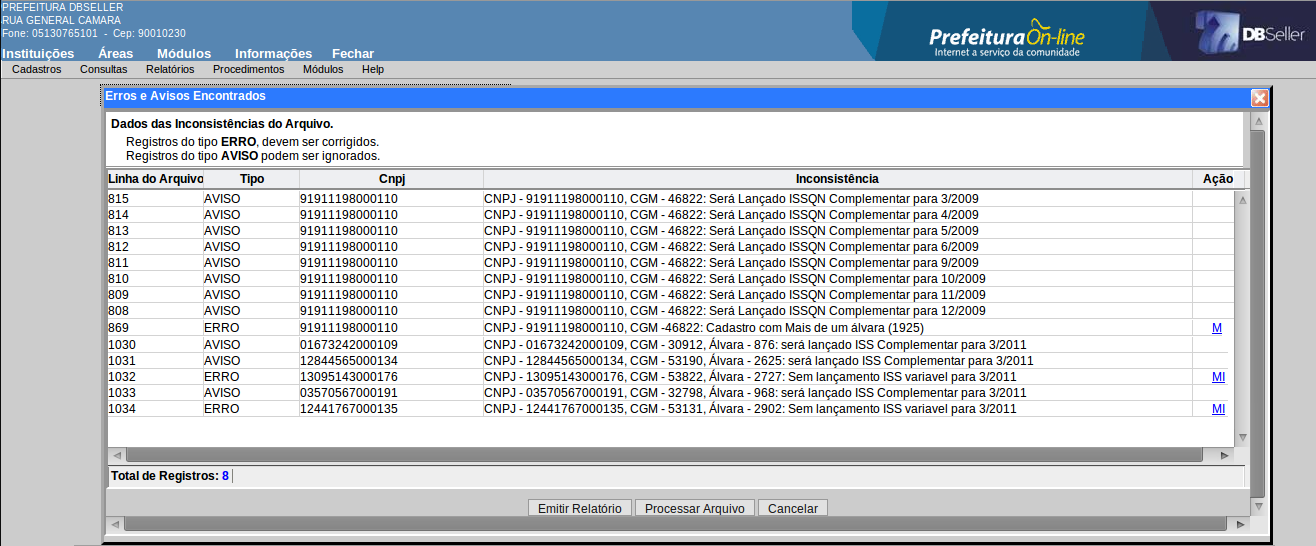 PREFEITURA DBSELLER
RUA GENERAL CAMARA
Fone: 05130765101 - Cep: 90010230
PrefeituraOn-line
Internet a serviço da comunidade
DBSeller
Instituições Áreas Módulos Informações Fechar
Cadastros Consultas Relatórios Procedimentos Módulos Help
Erros e Avisos Encontrados
Dados das Inconsistências do Arquivo.
Registros do tipo ERRO, devem ser corrigidos.
Registros do tipo AVISO podem ser ignorados.
Linha do Arquivo Tipo Cnpj Inconsistência Ação
815 AVISO 91911198000110 CNPJ - 91911198000110, CGM - 46822: Será Lançado ISSQN Complementar para 3/2009
814 AVISO 91911198000110 CNPJ - 91911198000110, CGM - 46822: Será Lançado ISSQN Complementar para 4/2009
813 AVISO 91911198000110 CNPJ - 91911198000110, CGM - 46822: Será Lançado ISSQN Complementar para 5/2009
812 AVISO 91911198000110 CNPJ - 91911198000110, CGM - 46822: Será Lançado ISSQN Complementar para 6/2009
811 AVISO 91911198000110 CNPJ - 91911198000110, CGM - 46822: Será Lançado ISSQN Complementar para 9/2009
810 AVISO 91911198000110 CNPJ - 91911198000110, CGM - 46822: Será Lançado ISSQN Complementar para 10/2009
809 AVISO 91911198000110 CNPJ - 91911198000110, CGM - 46822: Será Lançado ISSQN Complementar para 11/2009
808 AVISO 91911198000110 CNPJ - 91911198000110, CGM - 46822: Será Lançado ISSQN Complementar para 12/2009
869 ERRO 91911198000110 CNPJ - 91911198000110, CGM -46822: Cadastro com Mais de um álvara (1925) M
1030 AVISO 01673242000109 CNPJ - 01673242000109, CGM - 30912, Álvara - 876: será lançado ISS Complementar para 3/2011
1031 AVISO 12844565000134 CNPJ - 12844565000134, CGM - 53190, Álvara - 2625: será lançado ISS Complementar para 3/2011
1032 ERRO 13095143000176 CNPJ - 13095143000176, CGM - 53822, Álvara - 2727: Sem lançamento ISS variavel para 3/2011 MI
1033 AVISO 03570567000191 CNPJ - 03570567000191, CGM - 32798, Álvara - 968: será lançado ISS Complementar para 3/2011
1034 ERRO 12441767000135 CNPJ - 12441767000135, CGM - 53131, Álvara - 2902: Sem lançamento ISS variavel para 3/2011 MI
Total de Registros: 8
Emitir Relatório Processar Arquivo Cancelar